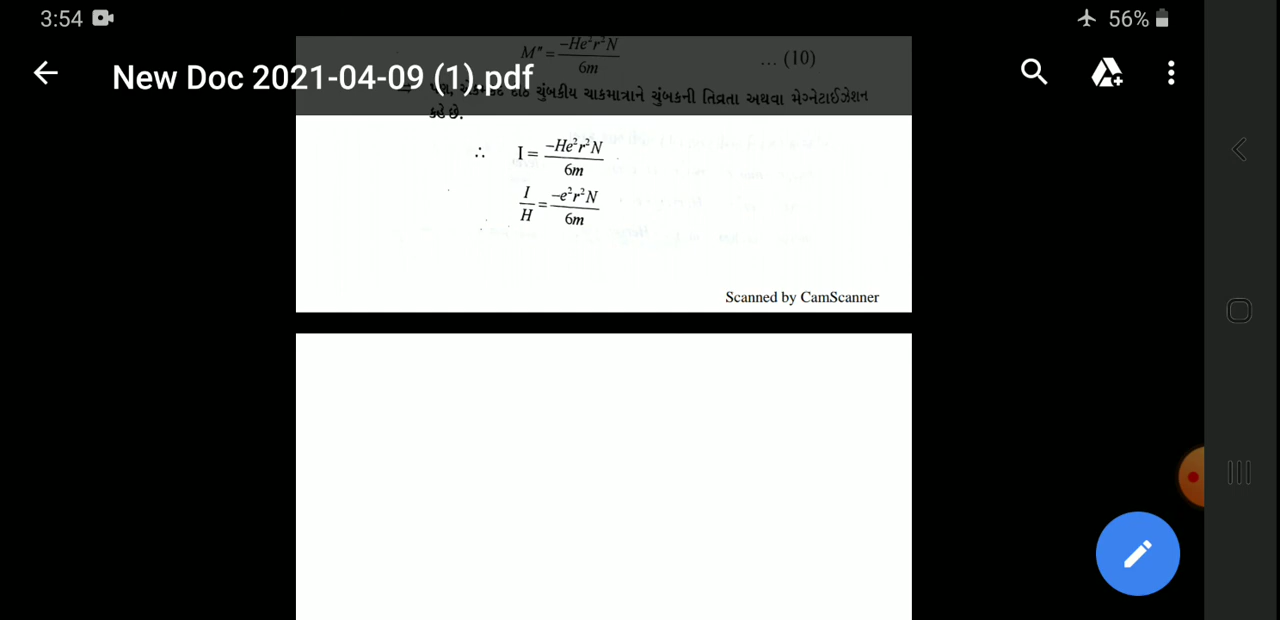 3:54 56%
New Doc 2021-04-09 (1).pdf
M" = −He²r²N / 6m ... (10)
ચુંબકીય ચાકમાત્રાને ચુંબકની તિવ્રતા અથવા મેગ્નેટાઈઝેશન
કહે છે.
∴ I = −He²r²N / 6m
I / H = −e²r²N / 6m
Scanned by CamScanner